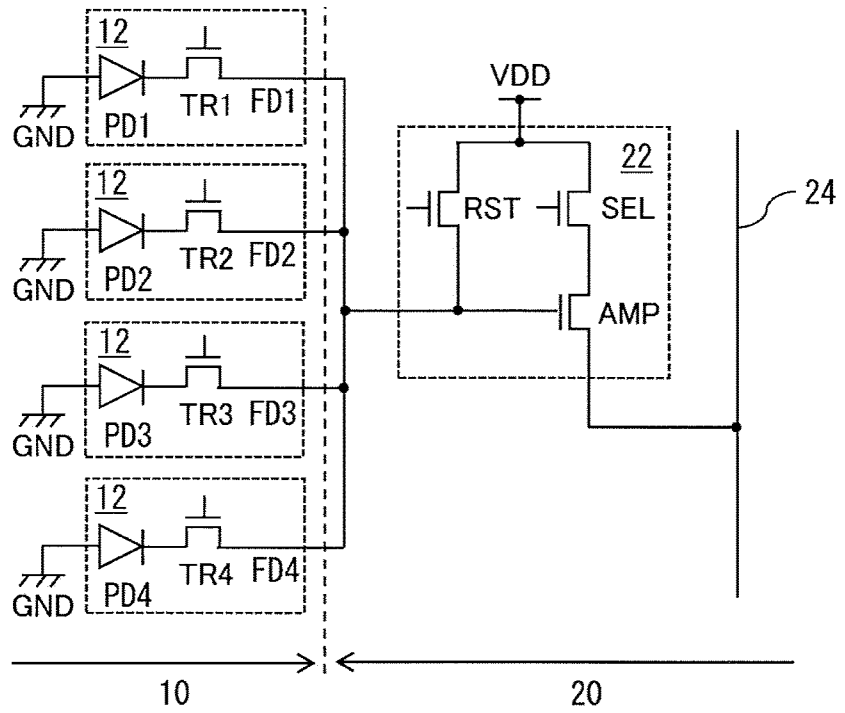 12
PD1
TR1
FD1
GND
12
PD2
TR2
FD2
GND
12
PD3
TR3
FD3
GND
12
PD4
TR4
FD4
GND
VDD
22
RST
SEL
AMP
24
10
20